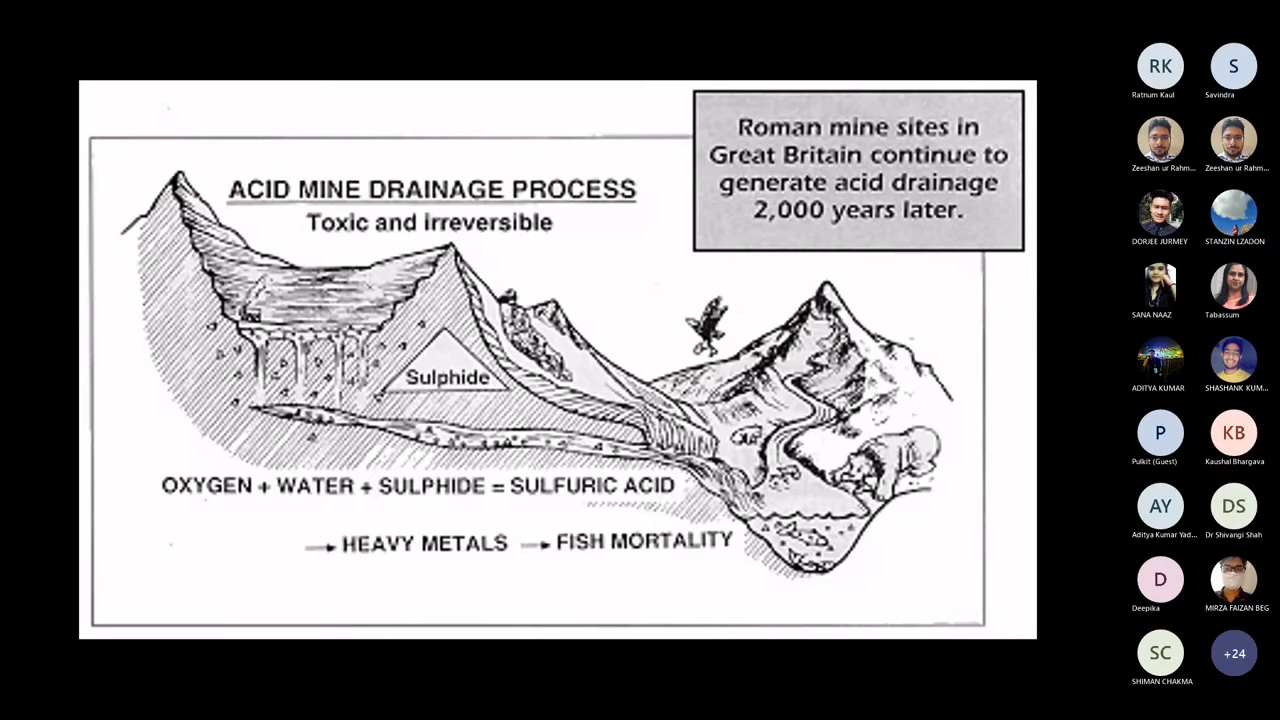 Roman mine sites in
Great Britain continue to
generate acid drainage
2,000 years later.
ACID MINE DRAINAGE PROCESS
Toxic and irreversible
Sulphide
OXYGEN + WATER + SULPHIDE = SULFURIC ACID
→ HEAVY METALS → FISH MORTALITY
RK
Ratnum Kaul
S
Savindra
Zeeshan ur Rahm...
Zeeshan ur Rahm...
DORJEE JURMEY
STANZIN LZADON
SANA NAAZ
Tabassum
ADITYA KUMAR
SHASHANK KUM...
P
Pulkit (Guest)
KB
Kaushal Bhargava
AY
Aditya Kumar Yad...
DS
Dr Shivangi Shah
D
Deepika
MIRZA FAIZAN BEG
SC
SHIMAN CHAKMA
+24